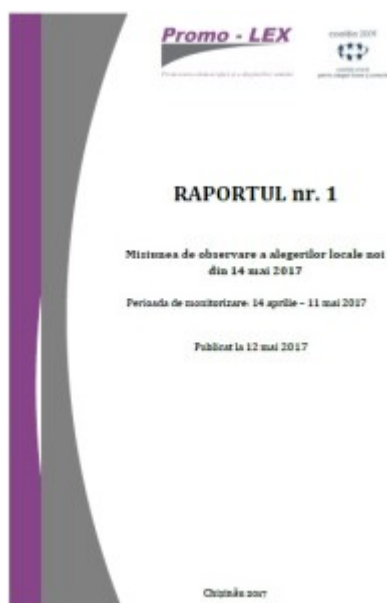 Promo - LEX
RAPORTUL nr. 1
Misiunea de observare a alegerilor locale noi
din 14 mai 2017
Perioada de monitorizare: 14 aprilie – 11 mai 2017
Publicat la 12 mai 2017
Chișinău 2017